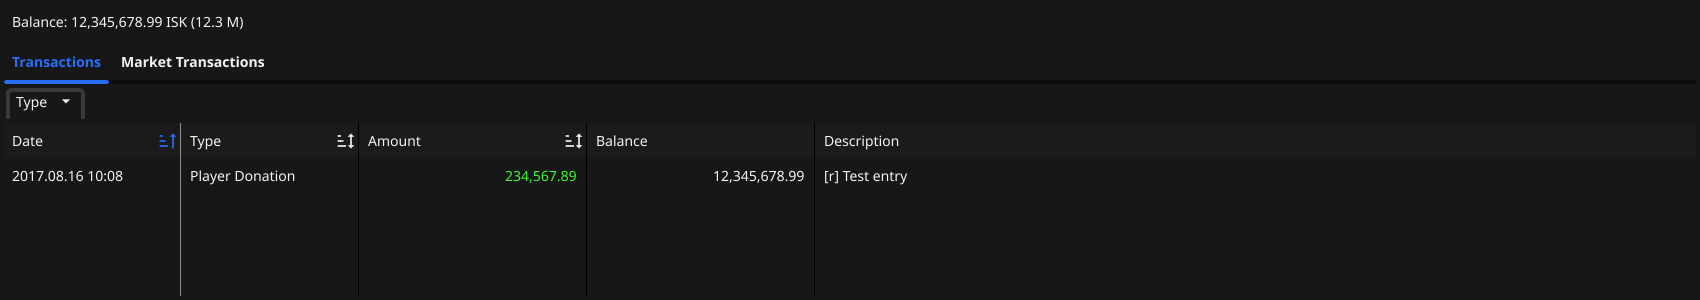 Balance: 12,345,678.99 ISK (12.3 M)
Transactions Market Transactions
Type
Date Type Amount Balance Description
2017.08.16 10:08 Player Donation 234,567.89 12,345,678.99 [r] Test entry